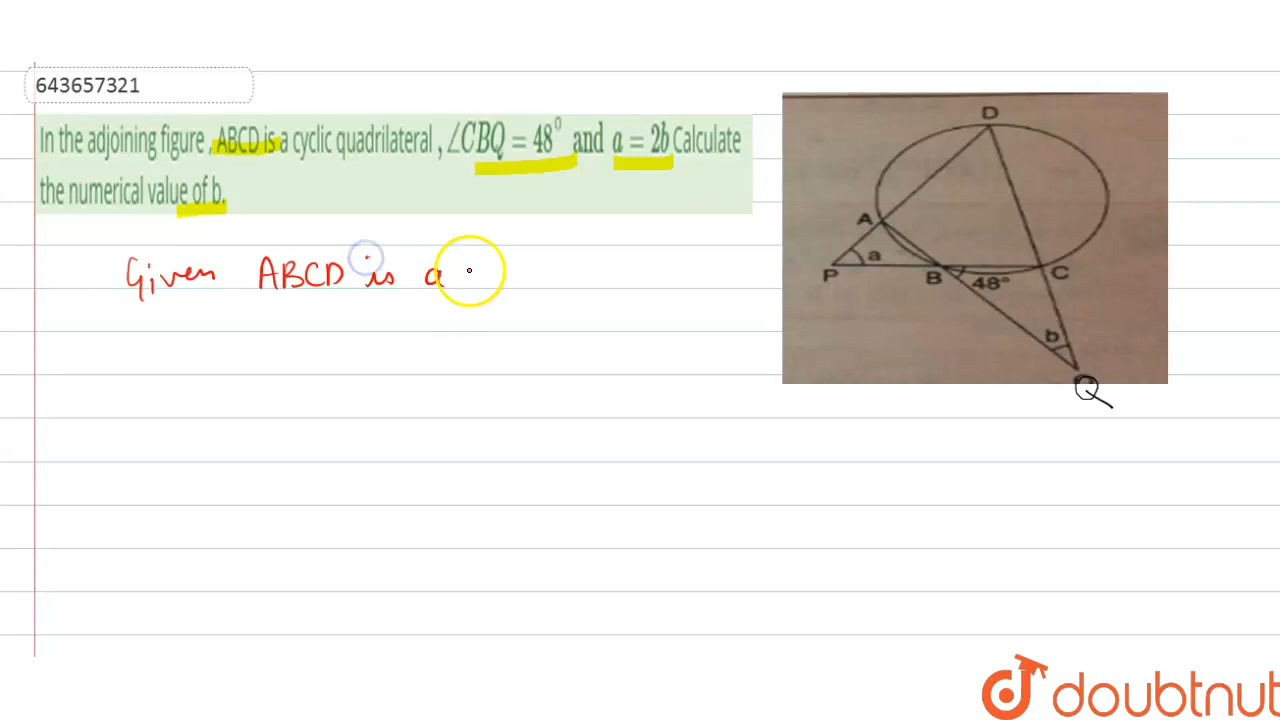 643657321
In the adjoining figure , ABCD is a cyclic quadrilateral , ∠CBQ = 48° and a = 2b Calculate
the numerical value of b.
Given ABCD is a
D
A
a
P
B
48°
C
b
Q
doubtnut